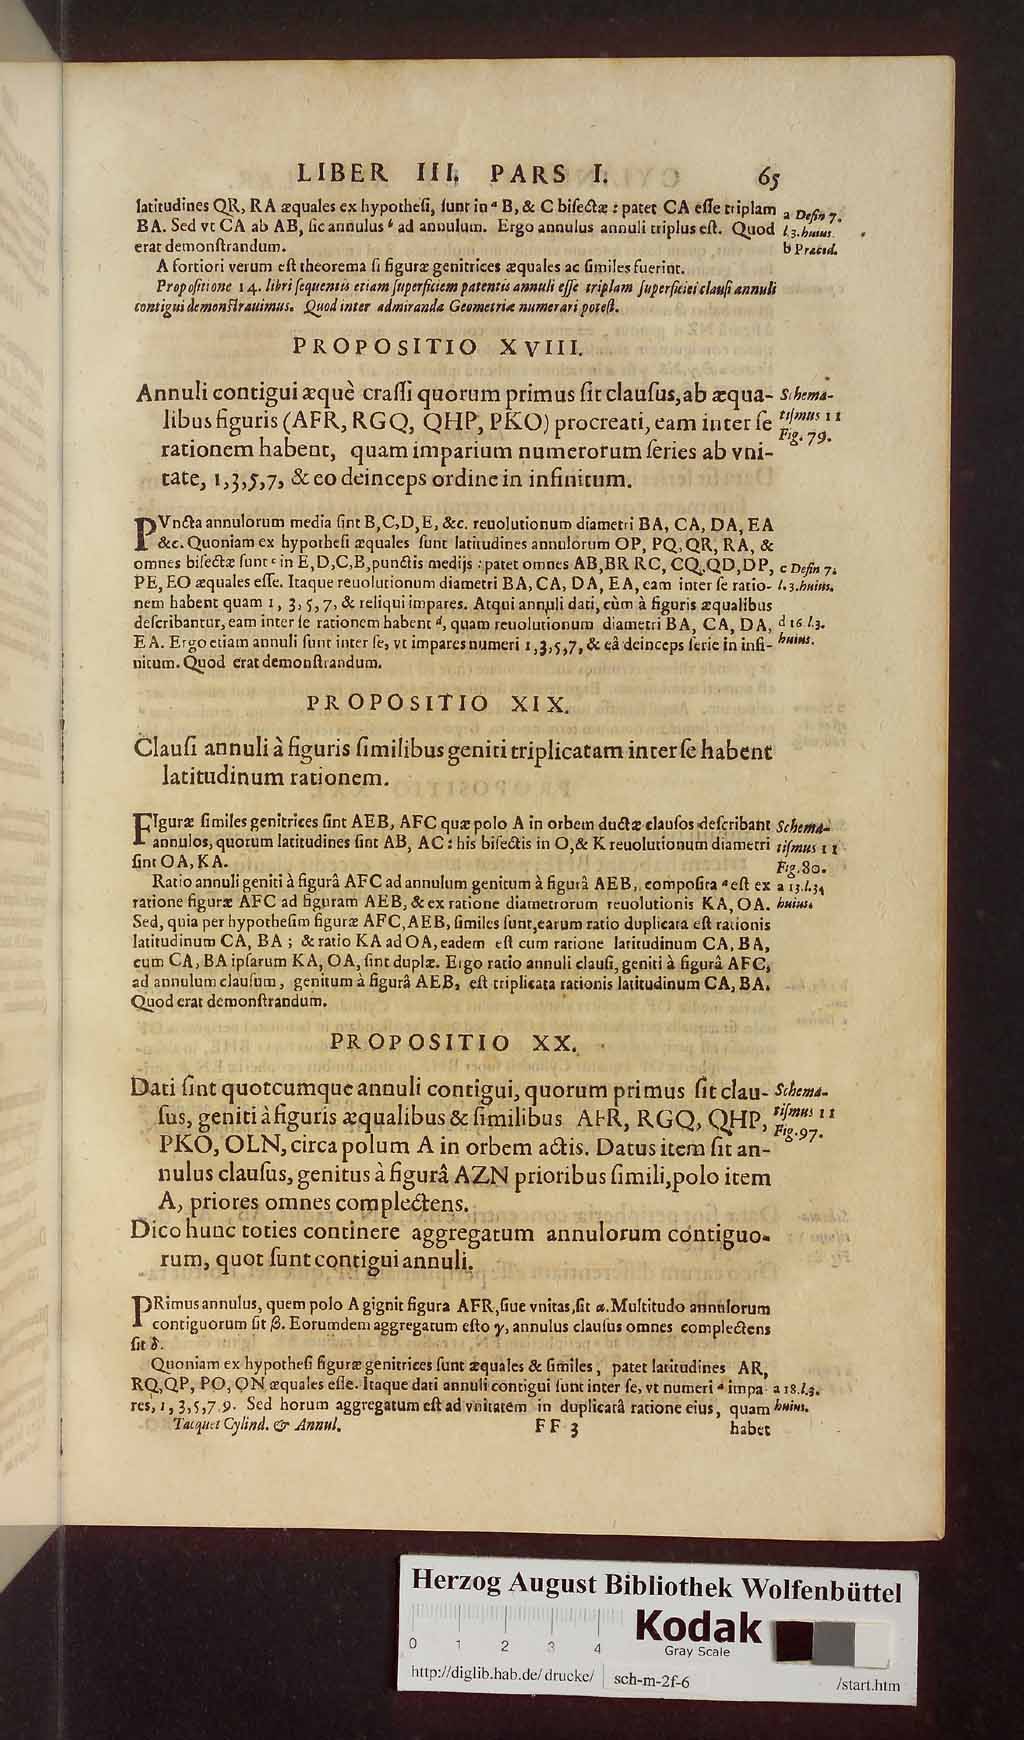 LIBER III. PARS I. 65
latitudines QR, RA æquales ex hypothesi, sunt in a B, & C bisectæ : patet CA esse triplam
a Defin 7.
BA. Sed vt CA ab AB, sic annulus b ad annulum. Ergo annulus annuli triplus est. Quod
l.3.huius.
erat demonstrandum.
b Præced.
A fortiori verum est theorema si figuræ genitrices æquales ac similes fuerint.
Propositione 14. libri sequentis etiam superficiem patentis annuli esse triplam superficiei clausi annuli
contigui demonstrauimus. Quod inter admiranda Geometriæ numerari potest.
PROPOSITIO XVIII.
Annuli contigui æquè crassi quorum primus sit clausus, ab æqua-
Schema-
libus figuris (AFR, RGQ, QHP, PKO) procreati, eam inter se
tismus 11
Fig. 79.
rationem habent, quam imparium numerorum series ab vni-
tate, 1,3,5,7, & eo deinceps ordine in infinitum.
PVncta annulorum media sint B,C,D,E, &c. reuolutionum diametri BA, CA, DA, EA
&c. Quoniam ex hypothesi æquales sunt latitudines annulorum OP, PQ, QR, RA, &
omnes bisectæ sunt c in E,D,C,B, punctis medijs : patet omnes AB,BR RC, CQ,QD,DP,
c Defin 7.
PE, EO æquales esse. Itaque reuolutionum diametri BA, CA, DA, EA, eam inter se ratio-
l.3.huius.
nem habent quam 1, 3, 5, 7, & reliqui impares. Atqui annuli dati, cùm à figuris æqualibus
describantur, eam inter se rationem habent d, quam reuolutionum diametri BA, CA, DA,
d 16 l.3.
EA. Ergo etiam annuli sunt inter se, vt impares numeri 1,3,5,7, & eâ deinceps serie in infi-
huius.
nitum. Quod erat demonstrandum.
PROPOSITIO XIX.
Clausi annuli à figuris similibus geniti triplicatam inter se habent
latitudinum rationem.
FIguræ similes genitrices sint AEB, AFC quæ polo A in orbem ductæ clausos describant
Schema-
annulos, quorum latitudines sint AB, AC : his bisectis in O, & K reuolutionum diametri
tismus 11
sint OA, KA.
Fig. 80.
Ratio annuli geniti à figurâ AFC ad annulum genitum à figurâ AEB, composita a est ex
a 13.l.34
ratione figuræ AFC ad figuram AEB, & ex ratione diametrorum reuolutionis KA, OA.
huius.
Sed, quia per hypothesim figuræ AFC, AEB, similes sunt, earum ratio duplicata est rationis
latitudinum CA, BA ; & ratio KA ad OA, eadem est cum ratione latitudinum CA, BA,
cum CA, BA ipsarum KA, OA, sint duplæ. Ergo ratio annuli clausi, geniti à figurâ AFC,
ad annulum clausum, genitum à figurâ AEB, est triplicata rationis latitudinum CA, BA.
Quod erat demonstrandum.
PROPOSITIO XX.
Dati sint quotcumque annuli contigui, quorum primus sit clau-
Schema-
sus, geniti à figuris æqualibus & similibus AFR, RGQ, QHP,
tismus 11
Fig. 97.
PKO, OLN, circa polum A in orbem actis. Datus item sit an-
nulus clausus, genitus à figurâ AZN prioribus simili, polo item
A, priores omnes complectens.
Dico hunc toties continere aggregatum annulorum contiguo-
rum, quot sunt contigui annuli.
PRimus annulus, quem polo A gignit figura AFR, siue vnitas, sit α. Multitudo annulorum
contiguorum sit β. Eorumdem aggregatum esto γ, annulus clausus omnes complectens
sit δ.
Quoniam ex hypothesi figuræ genitrices sunt æquales & similes, patet latitudines AR,
RQ, QP, PO, ON æquales esse. Itaque dati annuli contigui sunt inter se, vt numeri a impa-
a 18.l.3.
res, 1, 3, 5, 7. 9. Sed horum aggregatum est ad vnitatem in duplicatâ ratione eius, quam
huius.
Tacquet Cylind. & Annul. FF 3 habet
Herzog August Bibliothek Wolfenbüttel
0 1 2 3 4
Kodak
Gray Scale
http://diglib.hab.de/drucke/ sch-m-2f-6 /start.htm